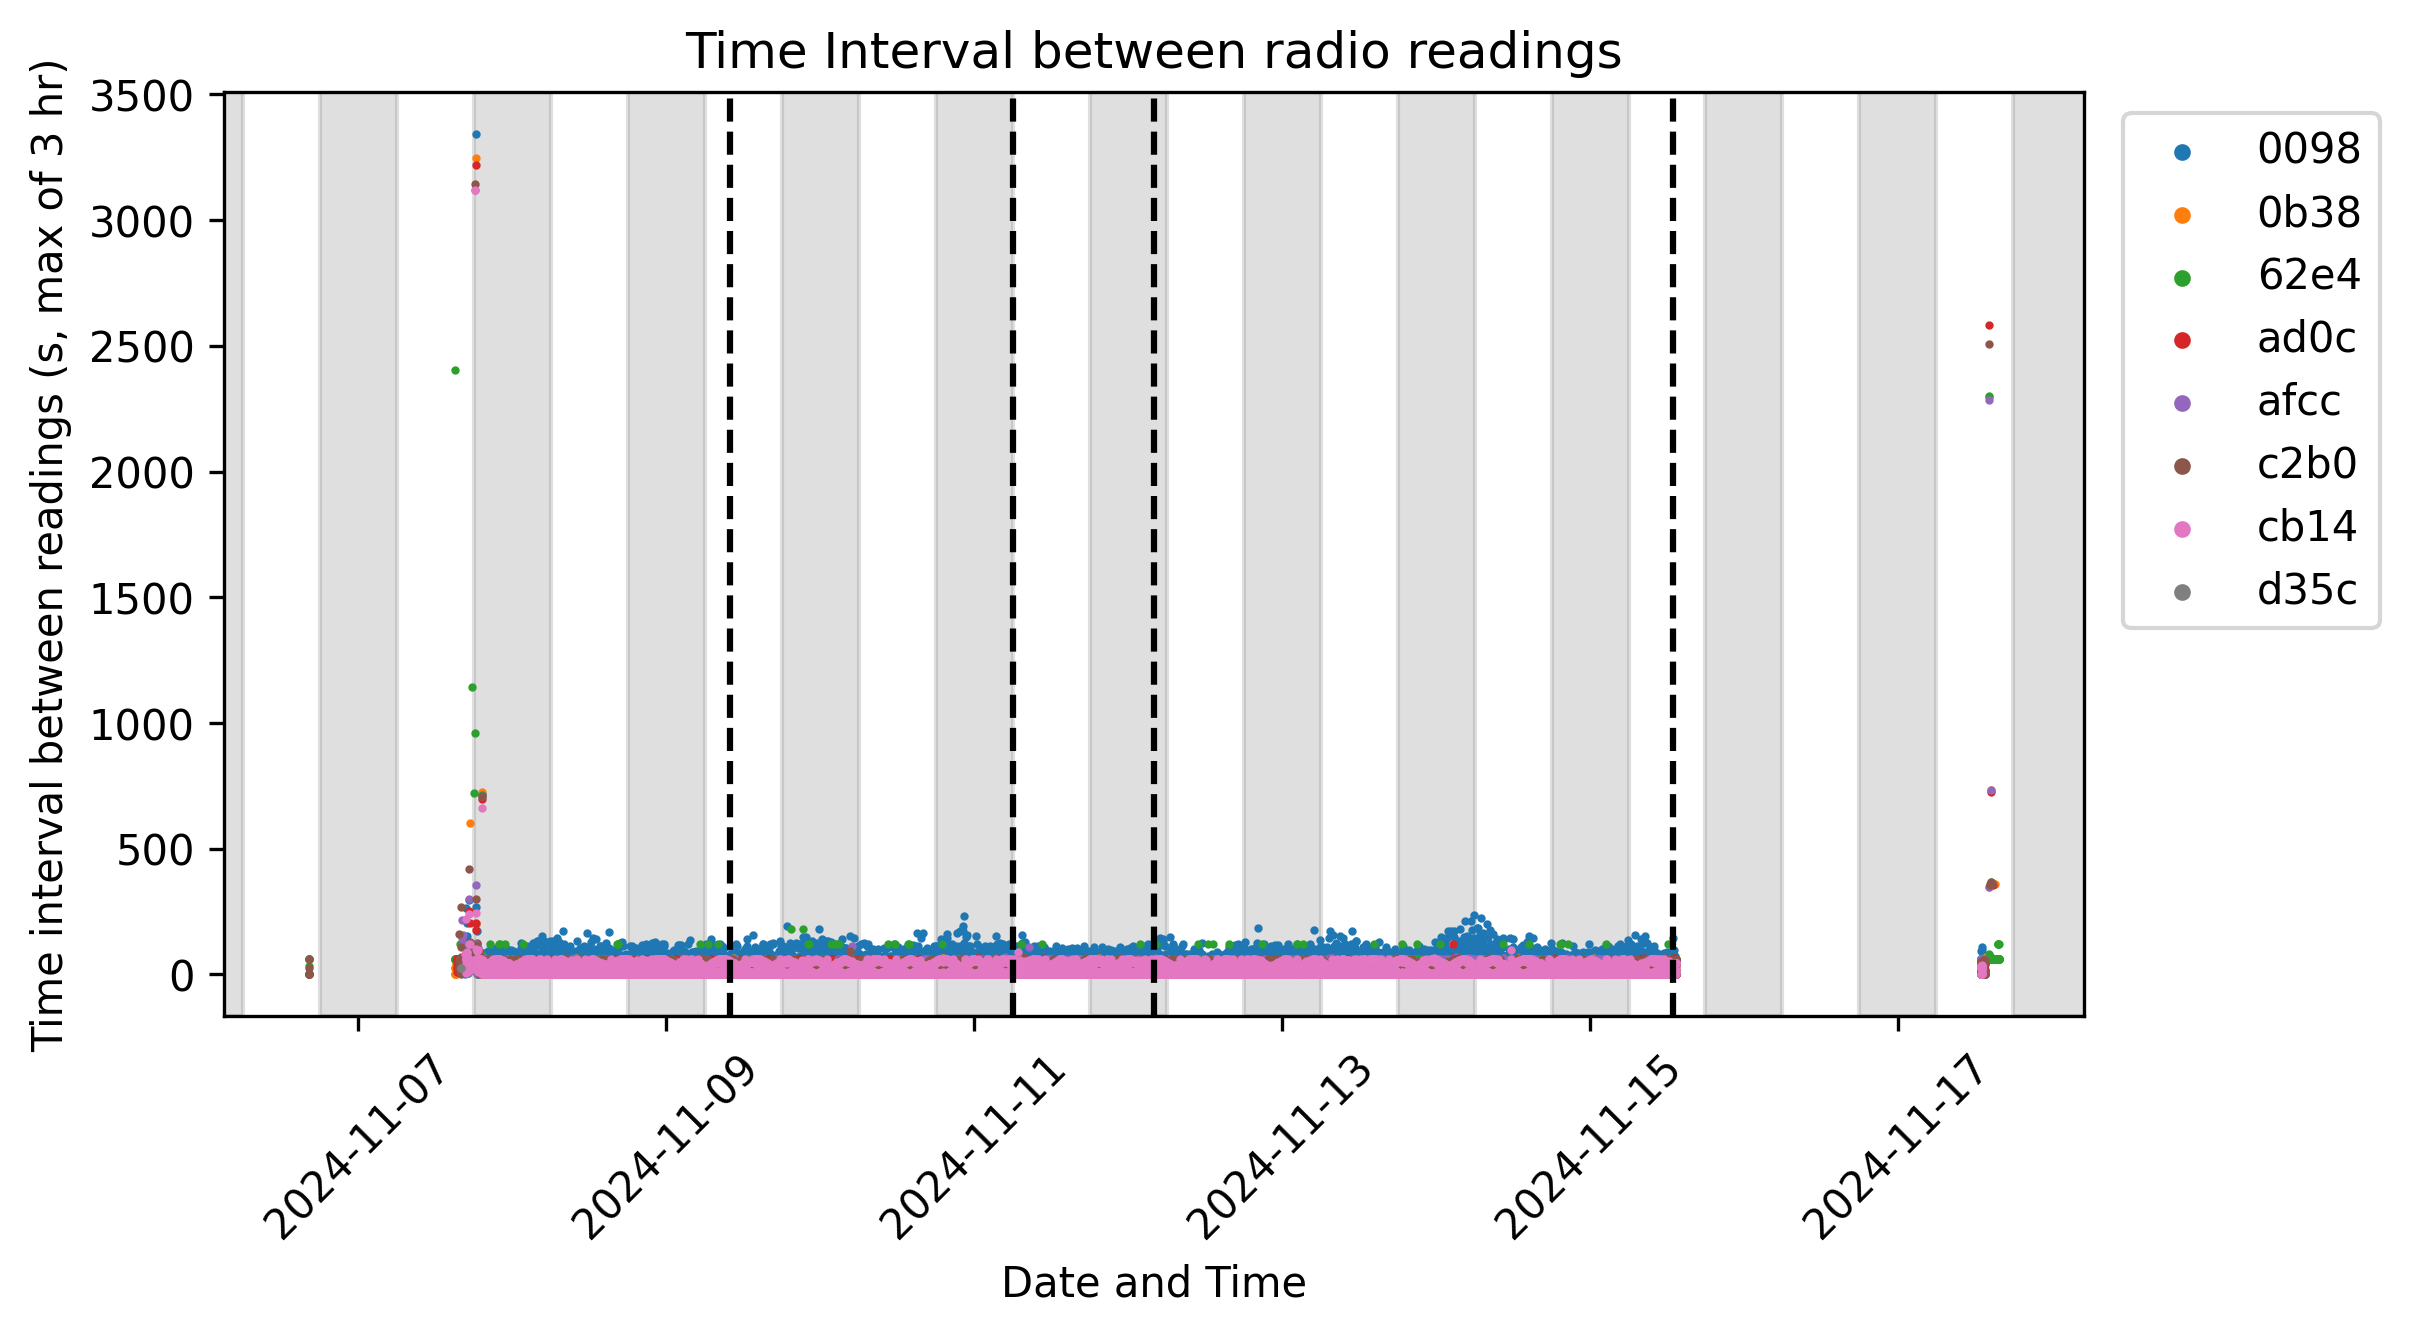 Time Interval between radio readings
Time interval between readings (s, max of 3 hr)
3500
3000
2500
2000
1500
1000
500
0
2024-11-07
2024-11-09
2024-11-11
2024-11-13
2024-11-15
2024-11-17
Date and Time
0098
0b38
62e4
ad0c
afcc
c2b0
cb14
d35c